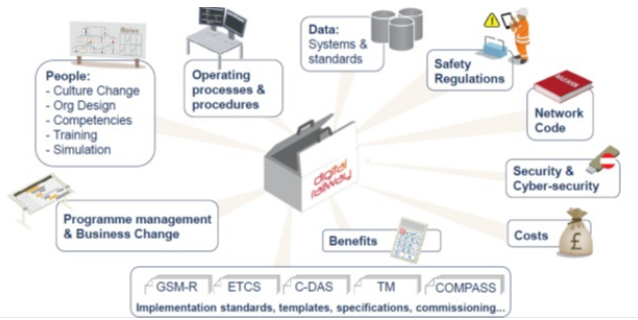 People:
- Culture Change
- Org Design
- Competencies
- Training
- Simulation
Operating
processes &
procedures
Data:
Systems &
standards
Safety
Regulations
Network
Code
Security &
Cyber-security
Costs
£
Benefits
Programme management
& Business Change
digital
railway
GSM-R
ETCS
C-DAS
TM
COMPASS
Implementation standards, templates, specifications, commissioning...